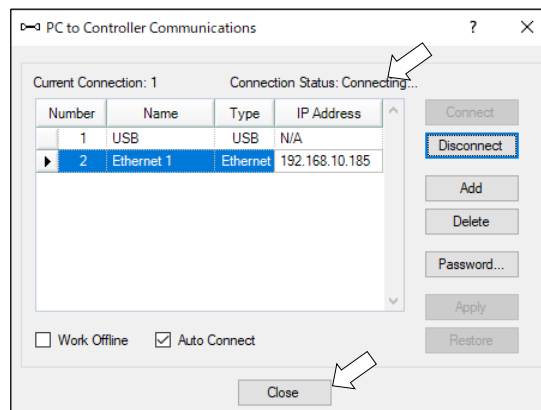 PC to Controller Communications ? ×
Current Connection: 1 Connection Status: Connecting...
Number Name Type IP Address Connect
1 USB USB N/A
Disconnect
2 Ethernet 1 Ethernet 192.168.10.185
Add
Delete
Password...
Apply
Work Offline Auto Connect Restore
Close